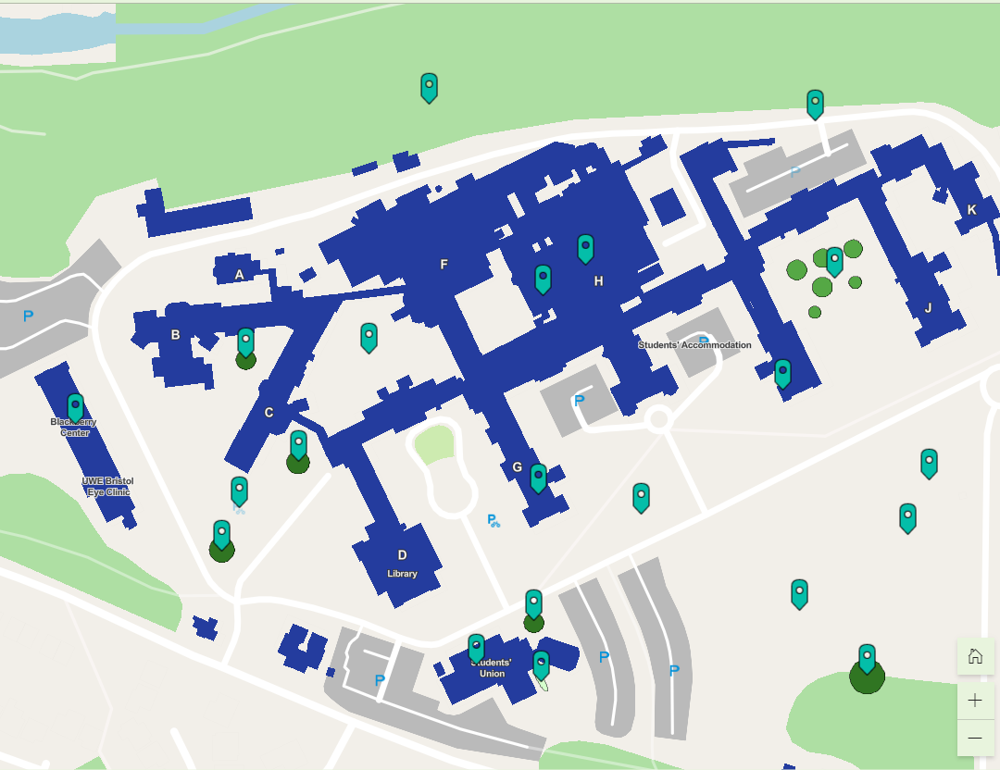 P
K
F
A
H
P
J
B
P
Students' Accommodation
P
C
Blackberry
Center
G
UWE Bristol
Eye Clinic
P
D
Library
P
P
Students'
Union
P